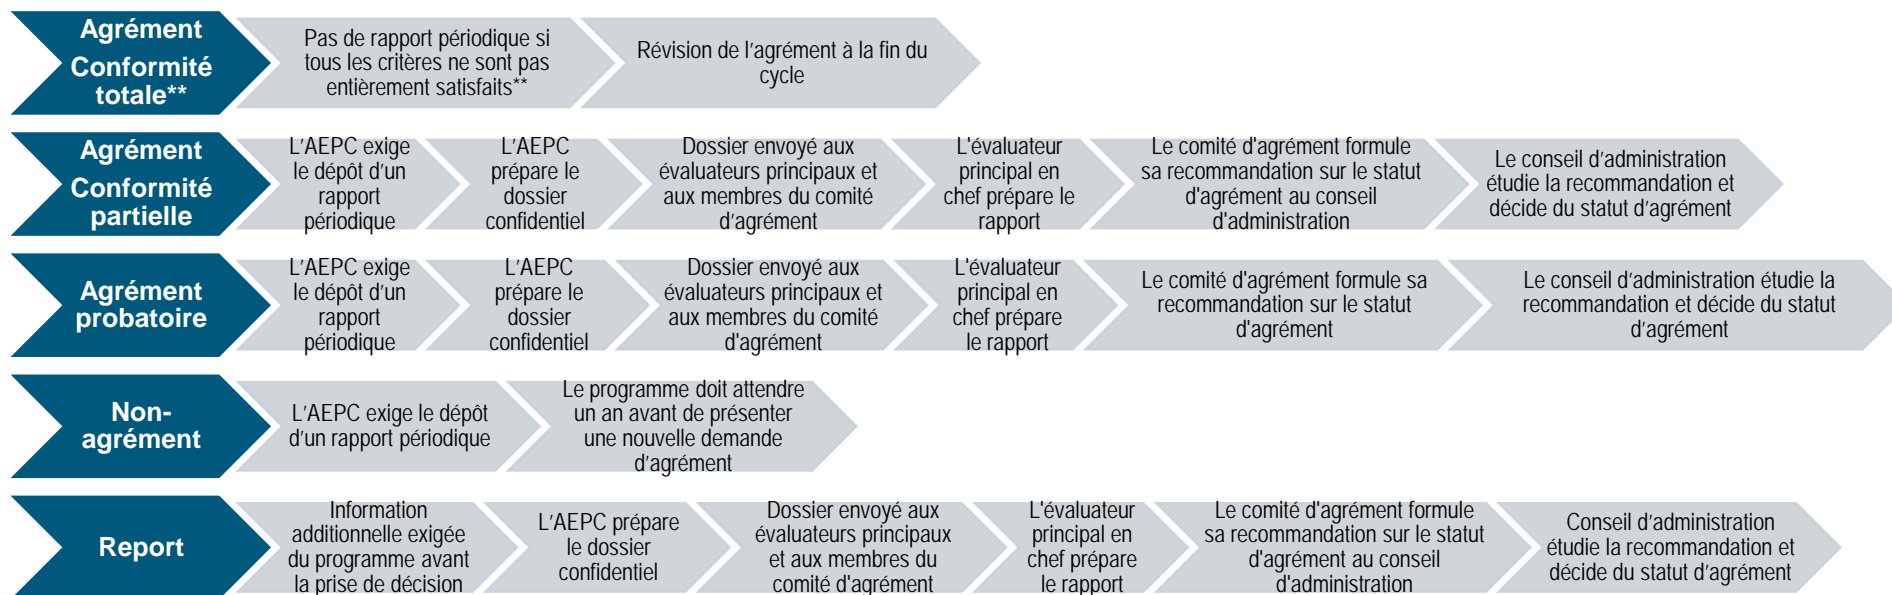 Agrément
Conformité
totale**
Pas de rapport périodique si
tous les critères ne sont pas
entièrement satisfaits**
Révision de l'agrément à la fin du
cycle
Agrément
Conformité
partielle
L'AEPC exige
le dépôt d'un
rapport
périodique
L'AEPC
prépare le
dossier
confidentiel
Dossier envoyé aux
évaluateurs principaux et
aux membres du comité
d'agrément
L'évaluateur
principal en
chef prépare le
rapport
Le comité d'agrément formule
sa recommandation sur le statut
d'agrément au conseil
d'administration
Le conseil d'administration
étudie la recommandation et
décide du statut d'agrément
Agrément
probatoire
L'AEPC exige
le dépôt d'un
rapport
périodique
L'AEPC
prépare le
dossier
confidentiel
Dossier envoyé aux
évaluateurs principaux et
aux membres du comité
d'agrément
L'évaluateur
principal en
chef prépare
le rapport
Le comité d'agrément formule sa
recommandation sur le statut
d'agrément
Le conseil d'administration étudie la
recommandation et décide du statut
d'agrément
Non-
agrément
L'AEPC exige le dépôt
d'un rapport périodique
Le programme doit attendre
un an avant de présenter
une nouvelle demande
d'agrément
Report
Information
additionnelle exigée
du programme avant
la prise de décision
L'AEPC prépare
le dossier
confidentiel
Dossier envoyé aux
évaluateurs principaux
et aux membres du
comité d'agrément
L'évaluateur
principal en
chef prépare
le rapport
Le comité d'agrément formule
sa recommandation sur le statut
d'agrément au conseil
d'administration
Conseil d'administration
étudie la recommandation et
décide du statut d'agrément